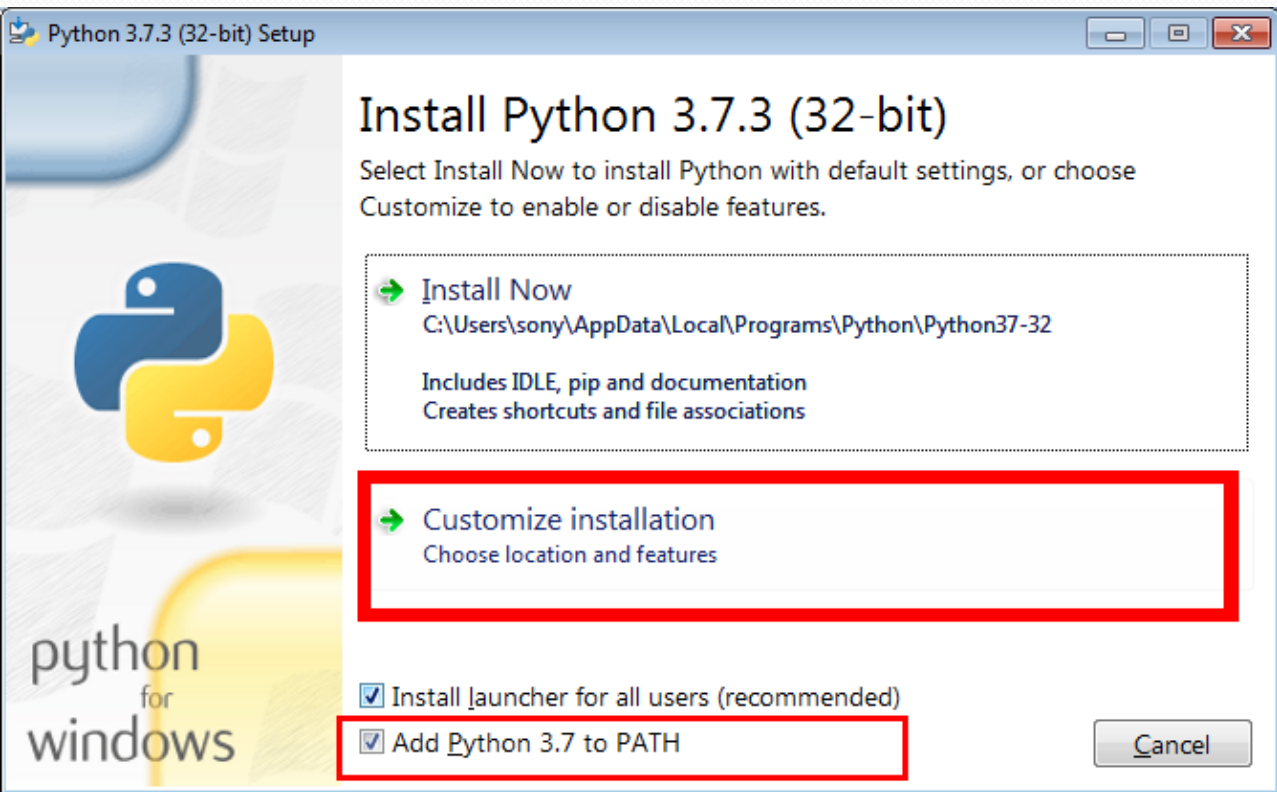 Python 3.7.3 (32-bit) Setup
Install Python 3.7.3 (32-bit)
Select Install Now to install Python with default settings, or choose
Customize to enable or disable features.
Install Now
C:\Users\sony\AppData\Local\Programs\Python\Python37-32
Includes IDLE, pip and documentation
Creates shortcuts and file associations
Customize installation
Choose location and features
python
for
windows
Install launcher for all users (recommended)
Add Python 3.7 to PATH
Cancel